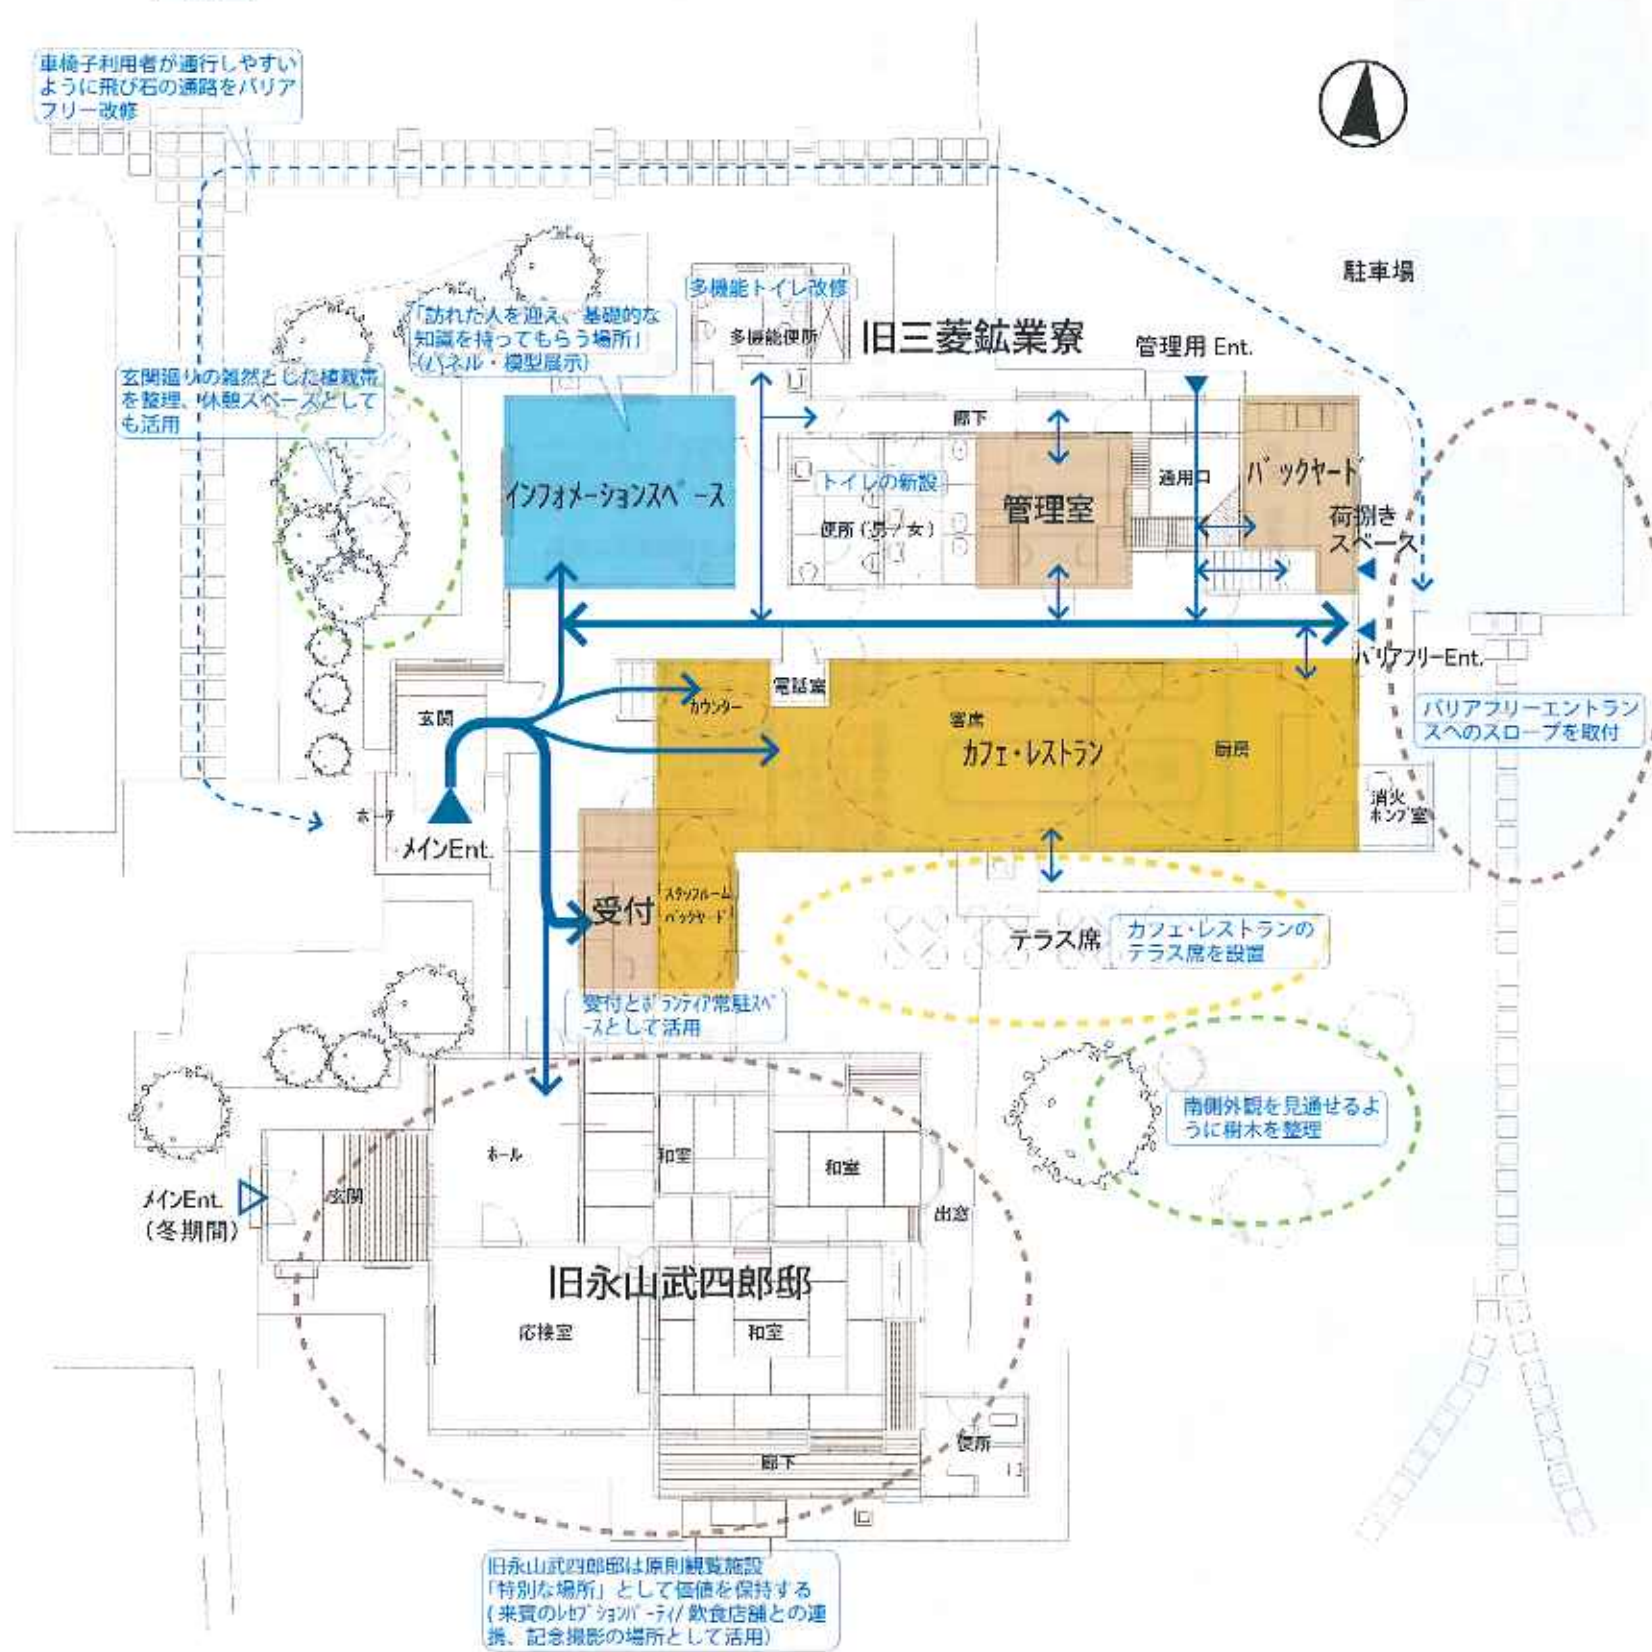 車椅子利用者が通行しやすい
ように飛び石の通路をバリア
フリー改修
駐車場
多機能トイレ改修
多機能便所
旧三菱鉱業寮
管理用 Ent.
「訪れた人を迎え、基礎的な
知識を持ってもらう場所」
(パネル・模型展示)
玄関廻りの雑然とした植栽帯
を整理、休憩スペースとして
も活用
廊下
インフォメーションスペース
トイレの新設
便所(男/女)
管理室
通用口
バックヤード
荷捌き
スペース
バリアフリーEnt.
電話室
カウンター
玄関
客席
カフェ・レストラン
厨房
バリアフリーエントラン
スへのスロープを取付
消火
ポンプ室
ポーチ
メインEnt.
受付
スタッフルーム
バックヤード
テラス席
カフェ・レストランの
テラス席を設置
受付とボランティア常駐スペ
ースとして活用
南側外観を見通せるよ
うに樹木を整理
ホール
和室
和室
メインEnt.
(冬期間)
玄関
出窓
旧永山武四郎邸
応接室
和室
便所
廊下
旧永山武四郎邸は原則観覧施設
「特別な場所」として価値を保持する
(来賓のレセプションパーティ/飲食店舗との連
携、記念撮影の場所として活用)